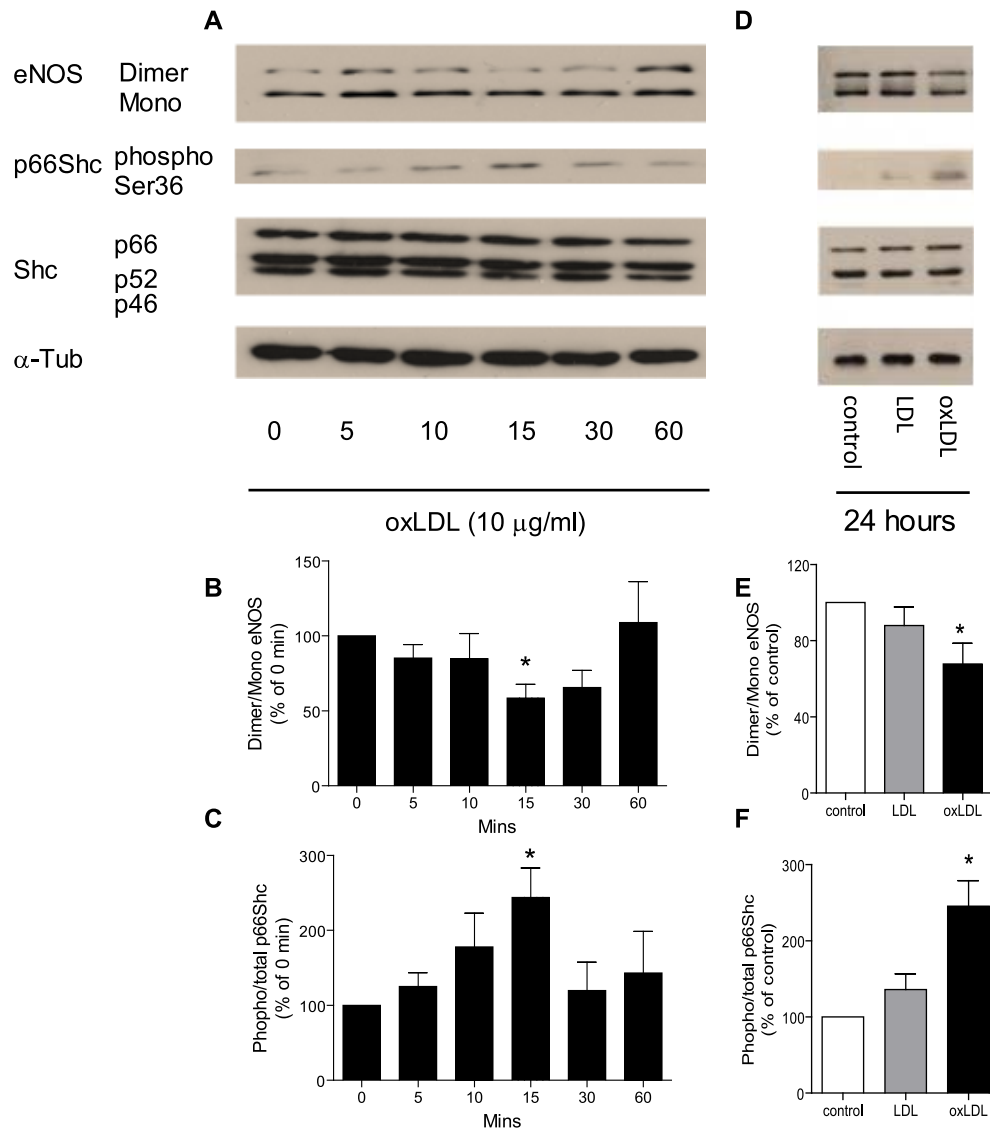 A
D
eNOS
Dimer
Mono
p66Shc
phospho
Ser36
Shc
p66
p52
p46
α-Tub
0 5 10 15 30 60
control LDL oxLDL
oxLDL (10 μg/ml)
24 hours
B
Dimer/Mono eNOS
(% of 0 min)
150
100
50
0
*
0 5 10 15 30 60
Mins
E
Dimer/Mono eNOS
(% of control)
120
80
40
0
*
control LDL oxLDL
C
Phopho/total p66Shc
(% of 0 min)
300
200
100
0
*
0 5 10 15 30 60
Mins
F
Phopho/total p66Shc
(% of control)
300
200
100
0
*
control LDL oxLDL